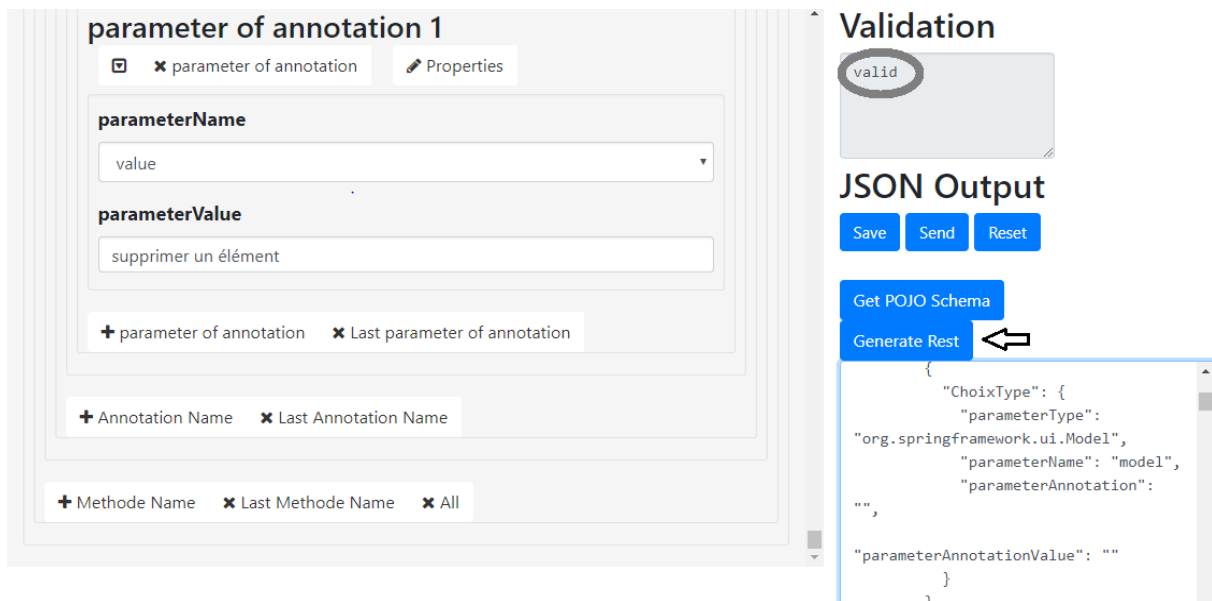 parameter of annotation 1
parameter of annotation
Properties
parameterName
value
parameterValue
supprimer un élément
parameter of annotation
Last parameter of annotation
Annotation Name
Last Annotation Name
Methode Name
Last Methode Name
All
Validation
valid
JSON Output
Save
Send
Reset
Get POJO Schema
Generate Rest
{
"ChoixType": {
"parameterType":
"org.springframework.ui.Model",
"parameterName": "model",
"parameterAnnotation":
"",
"parameterAnnotationValue": ""
}